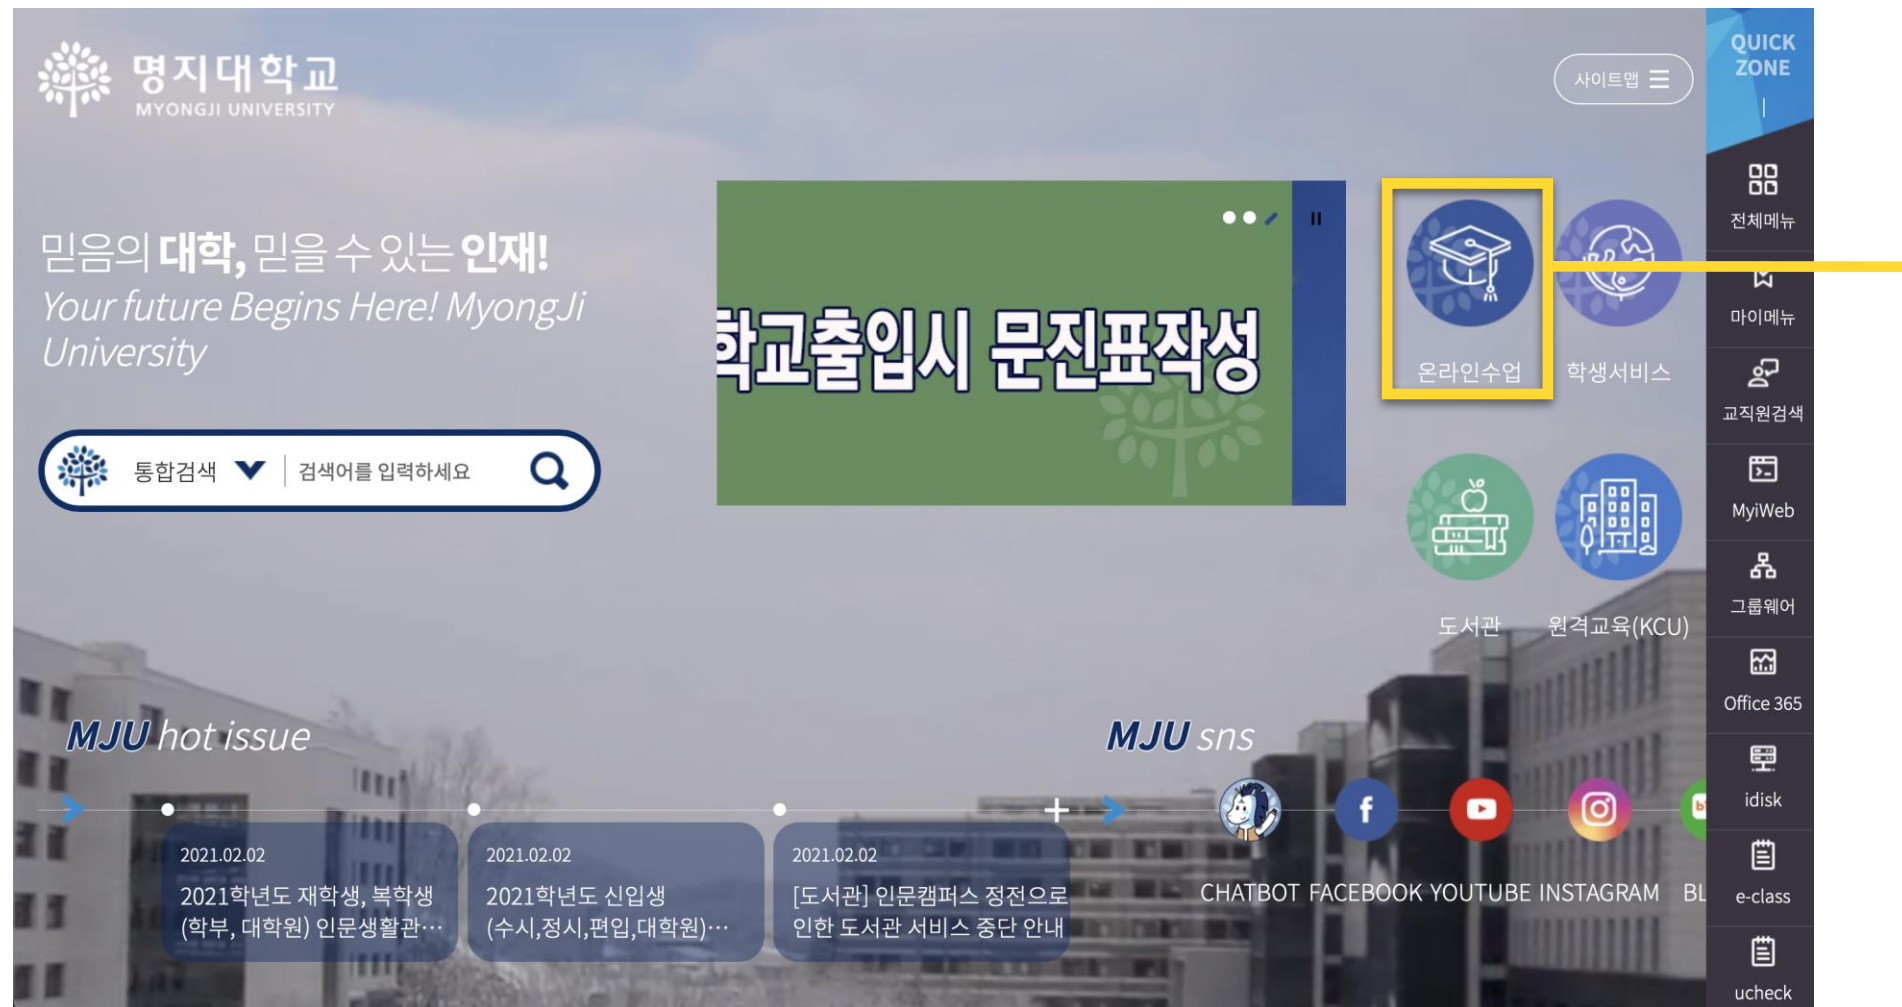 명지대학교
MYONGJI UNIVERSITY
사이트맵
QUICK
ZONE
믿음의 대학, 믿을 수 있는 인재!
Your future Begins Here! MyongJi
University
통합검색
검색어를 입력하세요
학교출입시 문진표작성
온라인수업
학생서비스
도서관
원격교육(KCU)
전체메뉴
마이메뉴
교직원검색
MyiWeb
그룹웨어
Office 365
idisk
e-class
ucheck
MJU hot issue
2021.02.02
2021학년도 재학생, 복학생
(학부, 대학원) 인문생활관…
2021.02.02
2021학년도 신입생
(수시,정시,편입,대학원)…
2021.02.02
[도서관] 인문캠퍼스 정전으로
인한 도서관 서비스 중단 안내
MJU sns
f
CHATBOT FACEBOOK YOUTUBE INSTAGRAM BL